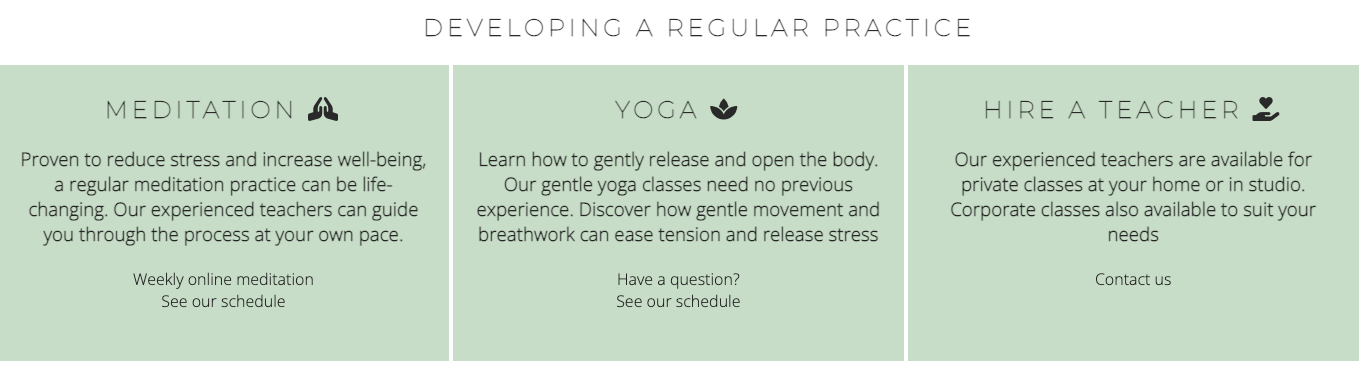 DEVELOPING A REGULAR PRACTICE
MEDITATION
Proven to reduce stress and increase well-being,
a regular meditation practice can be life-
changing. Our experienced teachers can guide
you through the process at your own pace.
Weekly online meditation
See our schedule
YOGA
Learn how to gently release and open the body.
Our gentle yoga classes need no previous
experience. Discover how gentle movement and
breathwork can ease tension and release stress
Have a question?
See our schedule
HIRE A TEACHER
Our experienced teachers are available for
private classes at your home or in studio.
Corporate classes also available to suit your
needs
Contact us